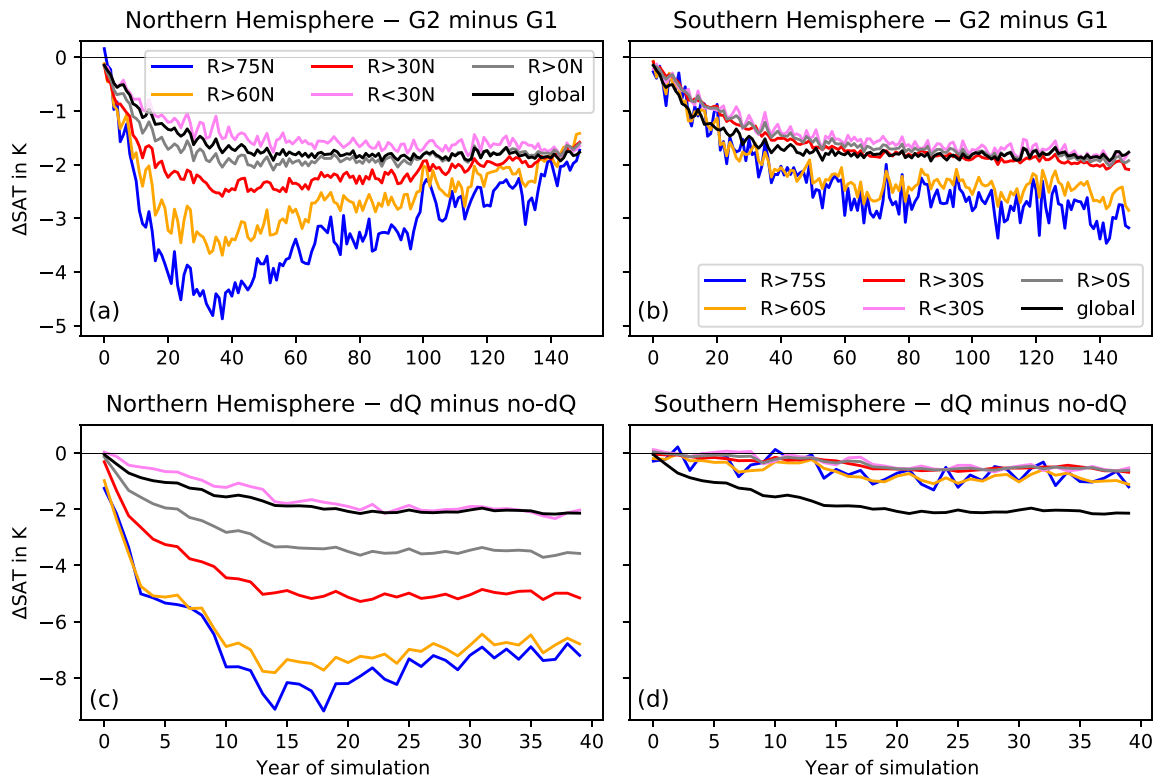 Northern Hemisphere − G2 minus G1
Southern Hemisphere − G2 minus G1
0
−1
−2
−3
−4
−5
ΔSAT in K
R>75N R>30N R>0N
R>60N R<30N global
(a)
0 20 40 60 80 100 120 140
R>75S R>30S R>0S
R>60S R<30S global
(b)
0 20 40 60 80 100 120 140
Northern Hemisphere − dQ minus no-dQ
Southern Hemisphere − dQ minus no-dQ
0
−2
−4
−6
−8
ΔSAT in K
(c)
0 5 10 15 20 25 30 35 40
Year of simulation
(d)
0 5 10 15 20 25 30 35 40
Year of simulation